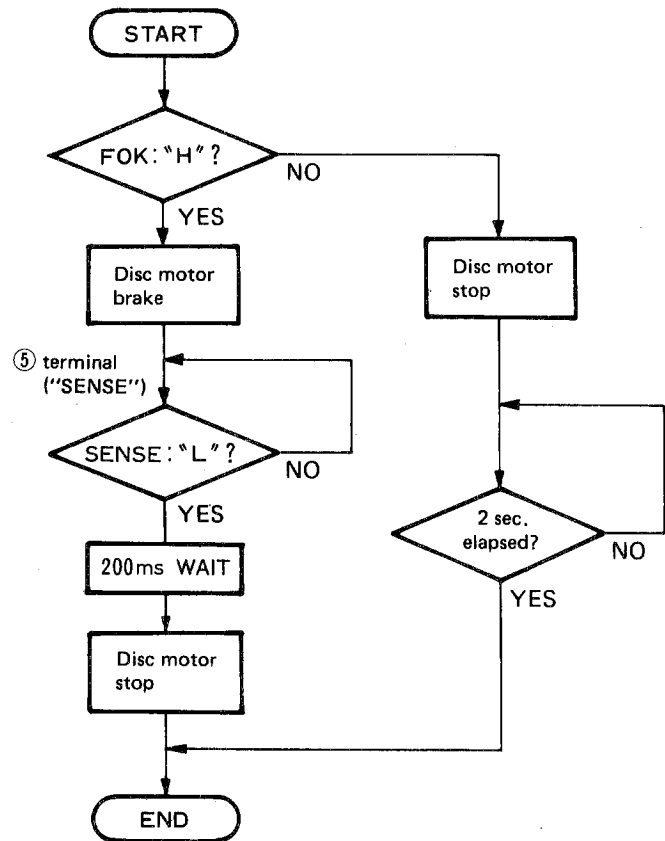 START
FOK: "H"?
NO
YES
Disc motor
brake
Disc motor
stop
⑤ terminal
("SENSE")
SENSE: "L"?
NO
YES
2 sec.
elapsed?
NO
YES
200ms WAIT
Disc motor
stop
END